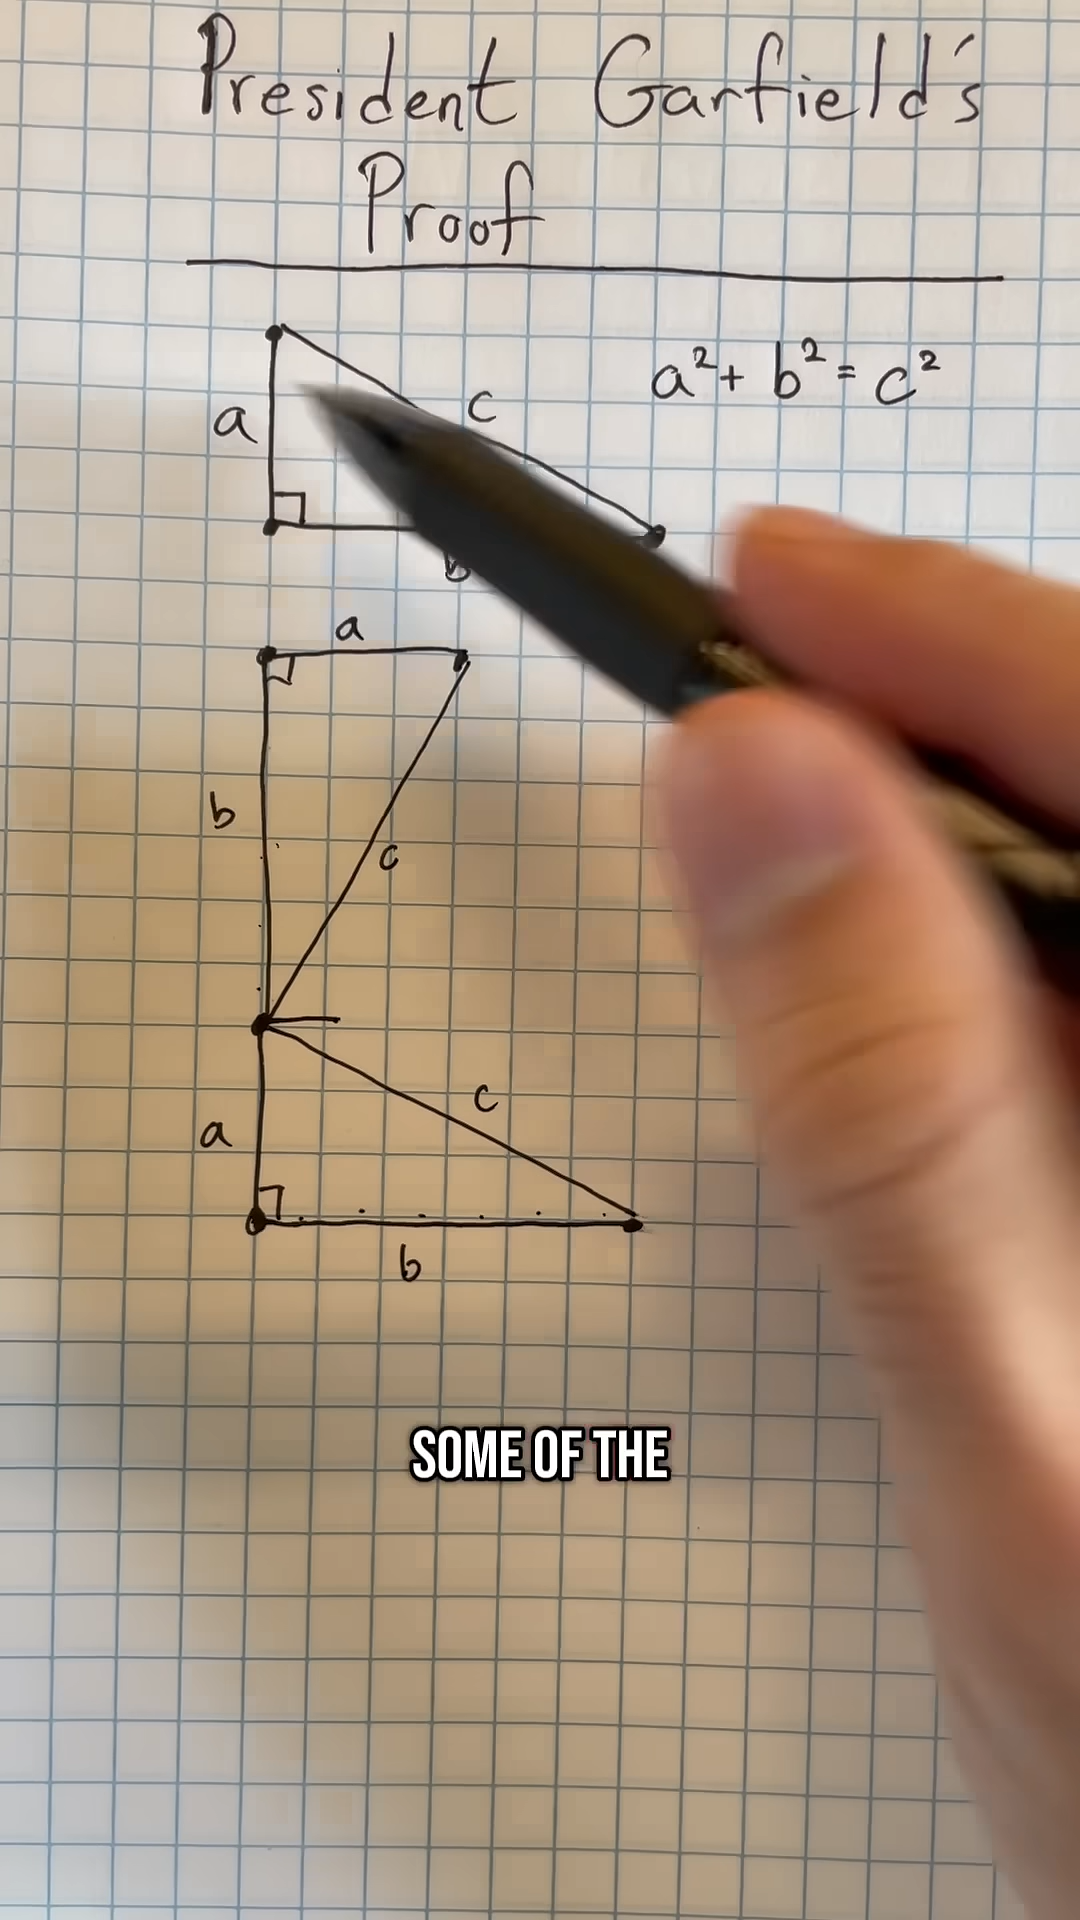 President Garfield's
Proof
a² + b² = c²
a
c
b
a
b
c
c
a
b
SOME OF THE